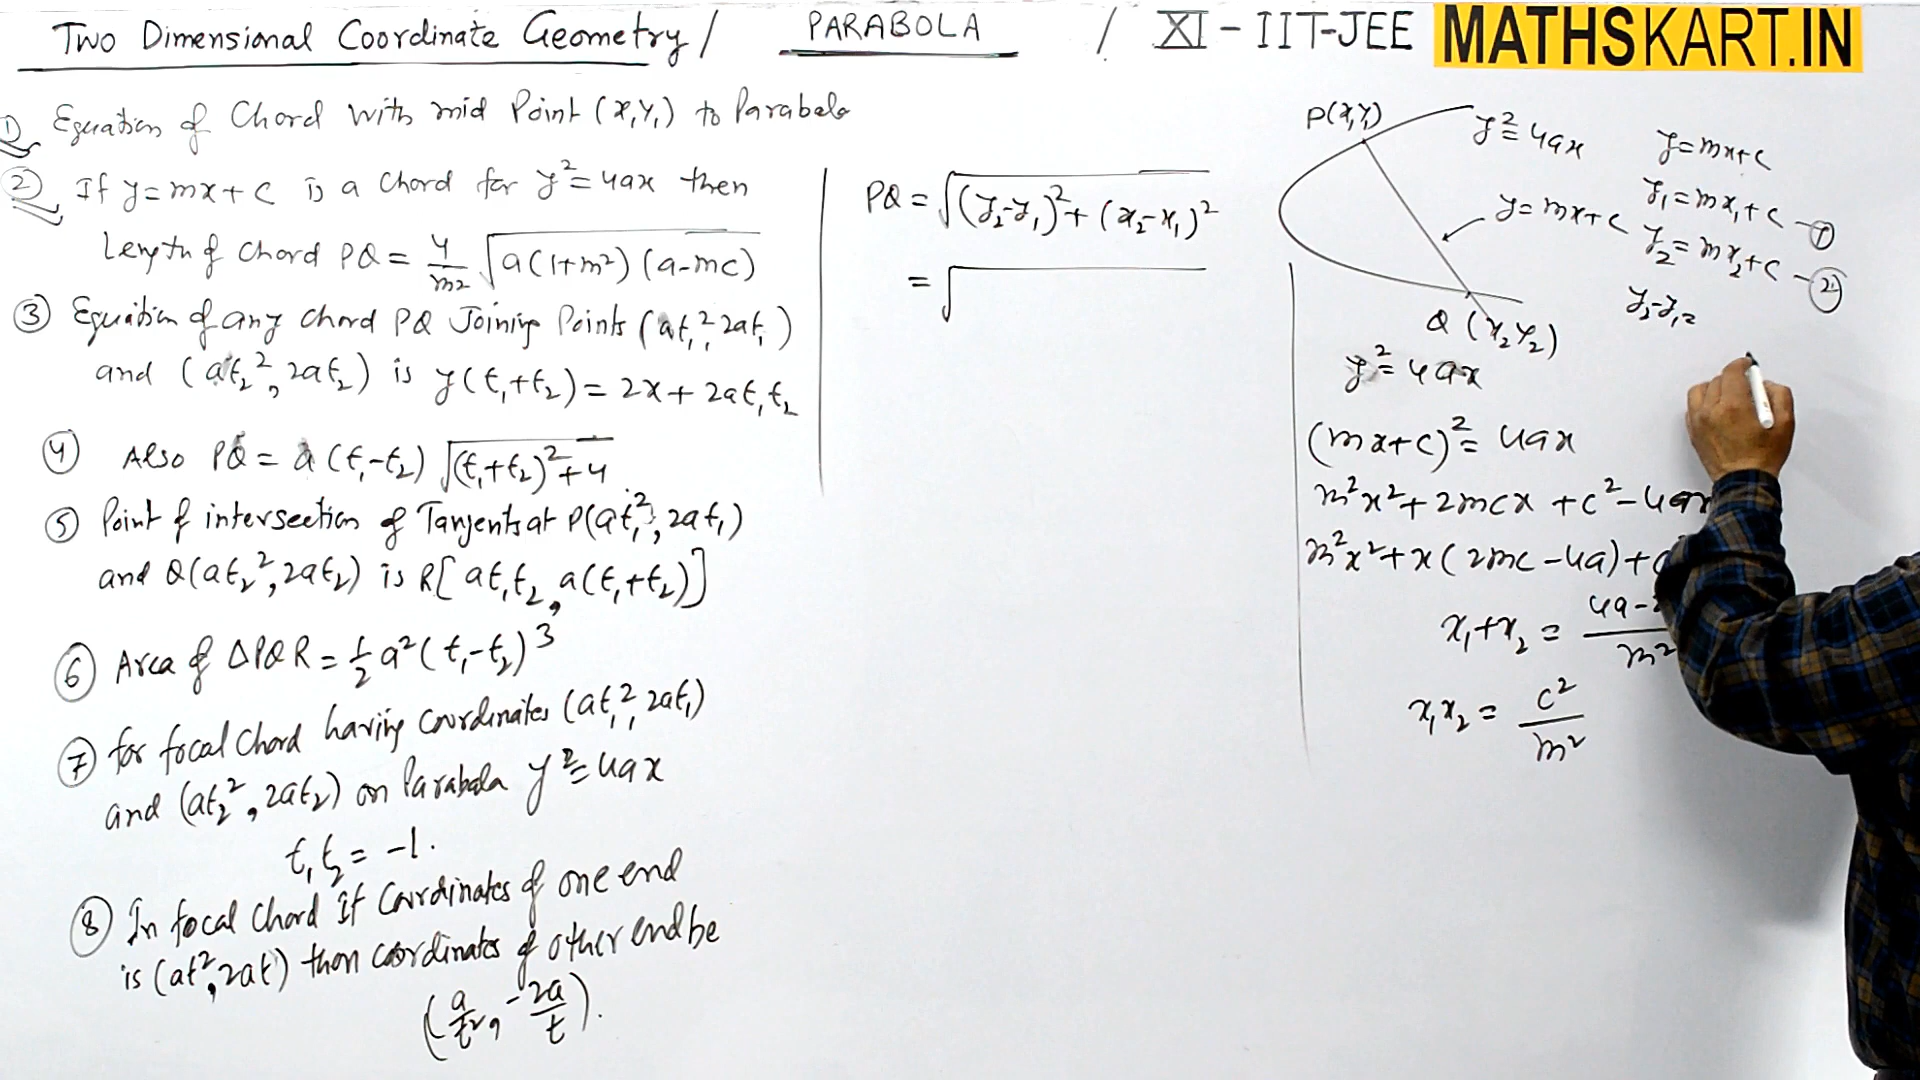 Two Dimensional Coordinate Geometry / PARABOLA / XI - IIT-JEE MATHSKART.IN
① Equation of Chord with mid Point (x,y₁) to Parabola
② If y=mx+c is a Chord for y²=4ax then
Length of Chord PQ = 4/m² √(a(1+m²)(a-mc))
③ Equation of any chord PQ Joining Points (at₁², 2at₁)
and (at₂², 2at₂) is y(t₁+t₂) = 2x + 2at₁t₂
④ Also PQ = a(t₁-t₂) √((t₁+t₂)²+4)
⑤ Point of intersection of Tangents at P(at₁², 2at₁)
and Q(at₂², 2at₂) is R[at₁t₂, a(t₁+t₂)]
⑥ Area of ΔPQR = ½ a²(t₁-t₂)³
⑦ for focal Chord having coordinates (at₁², 2at₁)
and (at₂², 2at₂) on Parabola y²=4ax
t₁t₂ = -1.
⑧ In focal Chord If Coordinates of one end
is (at², 2at) then coordinates of other end be
(a/t², -2a/t).
PQ = √((y₂-y₁)² + (x₂-x₁)²)
= √
P(x,y₁)
y²=4ax
y=mx+c
Q (x₂y₂)
y=mx+c
y₁=mx₁+c - ①
y₂=mx₂+c - ②
y₂-y₁=
y²=4ax
(mx+c)²=4ax
m²x²+2mcx+c²-4ax
m²x²+x(2mc-4a)+c
x₁+x₂ = 4a-/m²
x₁x₂ = c²/m²